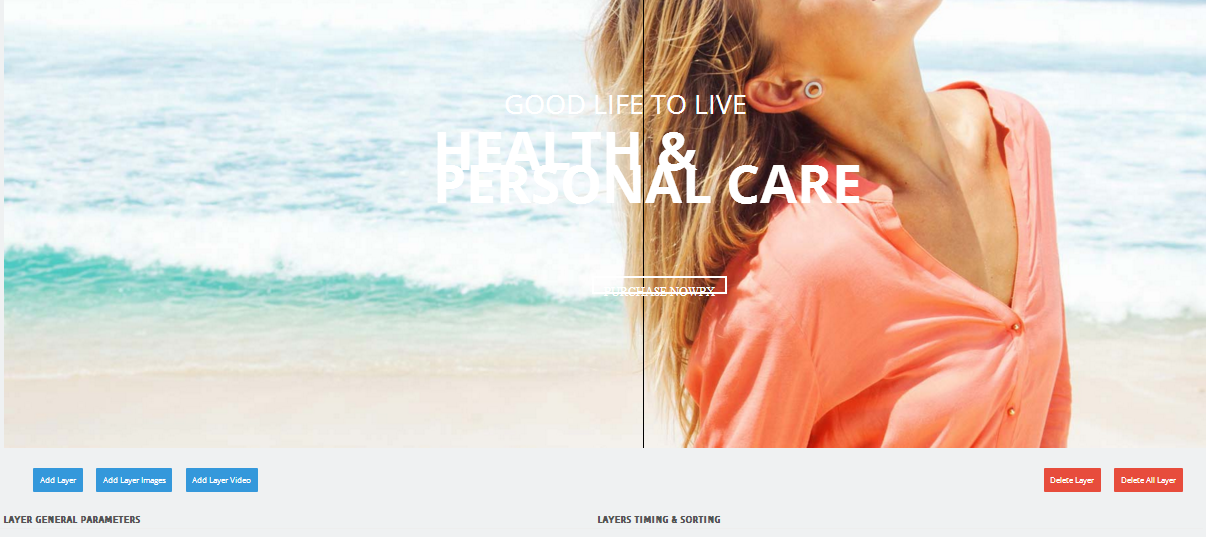 GOOD LIFE TO LIVE
HEALTH &
PERSONAL CARE
PURCHASE NOWPX
Add Layer
Add Layer Images
Add Layer Video
Delete Layer
Delete All Layer
LAYER GENERAL PARAMETERS
LAYERS TIMING & SORTING